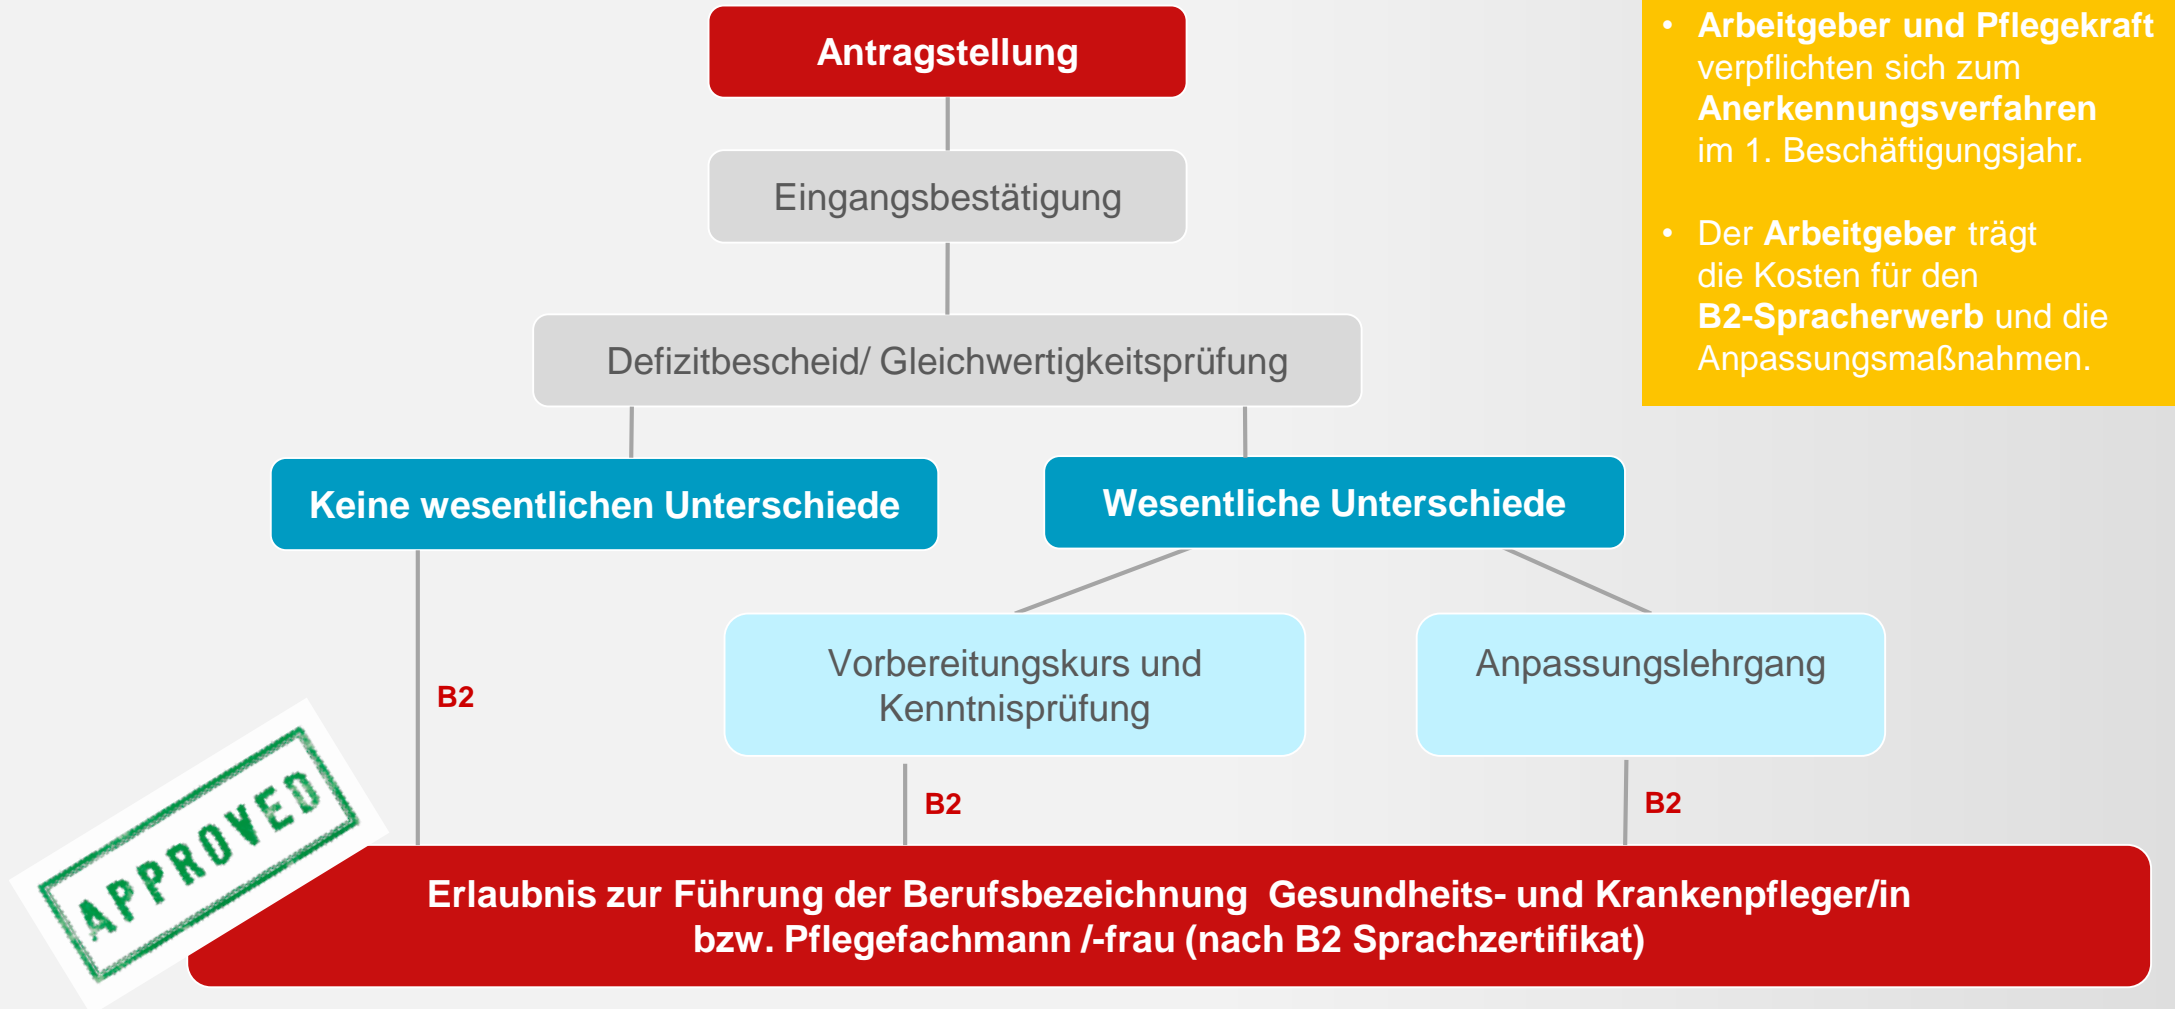 Antragstellung
Eingangsbestätigung
Defizitbescheid/ Gleichwertigkeitsprüfung
Keine wesentlichen Unterschiede
Wesentliche Unterschiede
Vorbereitungskurs und
Kenntnisprüfung
Anpassungslehrgang
B2
B2
B2
Erlaubnis zur Führung der Berufsbezeichnung  Gesundheits- und Krankenpfleger/in
bzw. Pflegefachmann /-frau (nach B2 Sprachzertifikat)
APPROVED
• Arbeitgeber und Pflegekraft
verpflichten sich zum
Anerkennungsverfahren
im 1. Beschäftigungsjahr.
• Der Arbeitgeber trägt
die Kosten für den
B2-Spracherwerb und die
Anpassungsmaßnahmen.